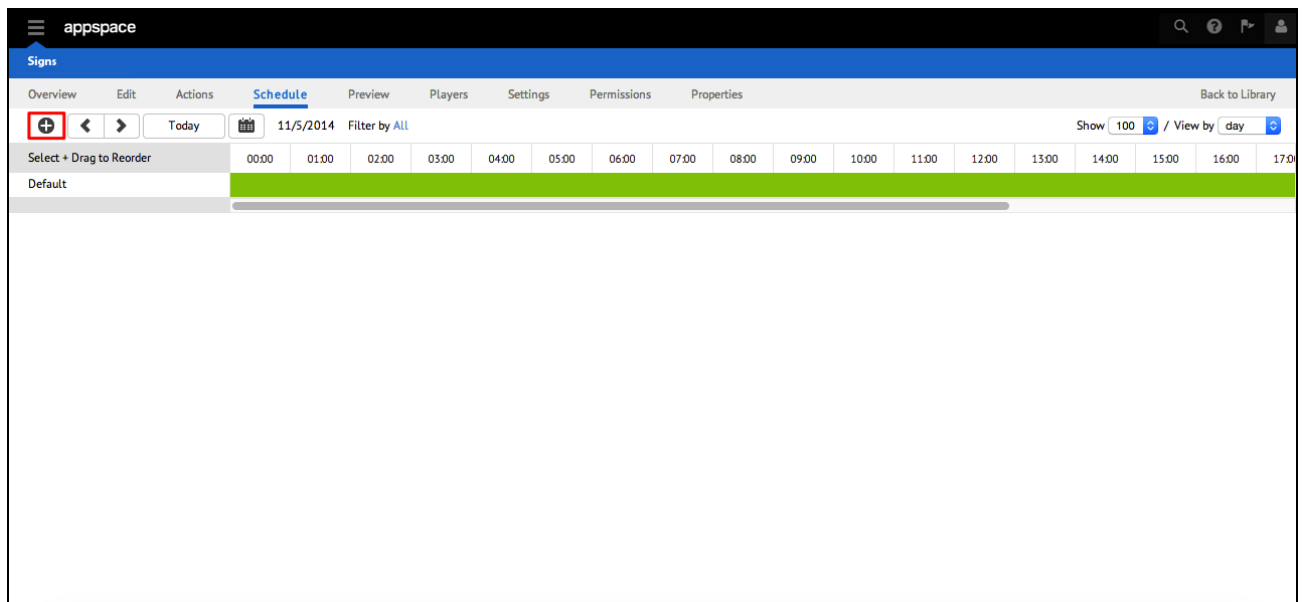 appspace
Signs
Overview Edit Actions Schedule Preview Players Settings Permissions Properties Back to Library
Today 11/5/2014 Filter by All Show 100 / View by day
Select + Drag to Reorder 00:00 01:00 02:00 03:00 04:00 05:00 06:00 07:00 08:00 09:00 10:00 11:00 12:00 13:00 14:00 15:00 16:00 17:0
Default